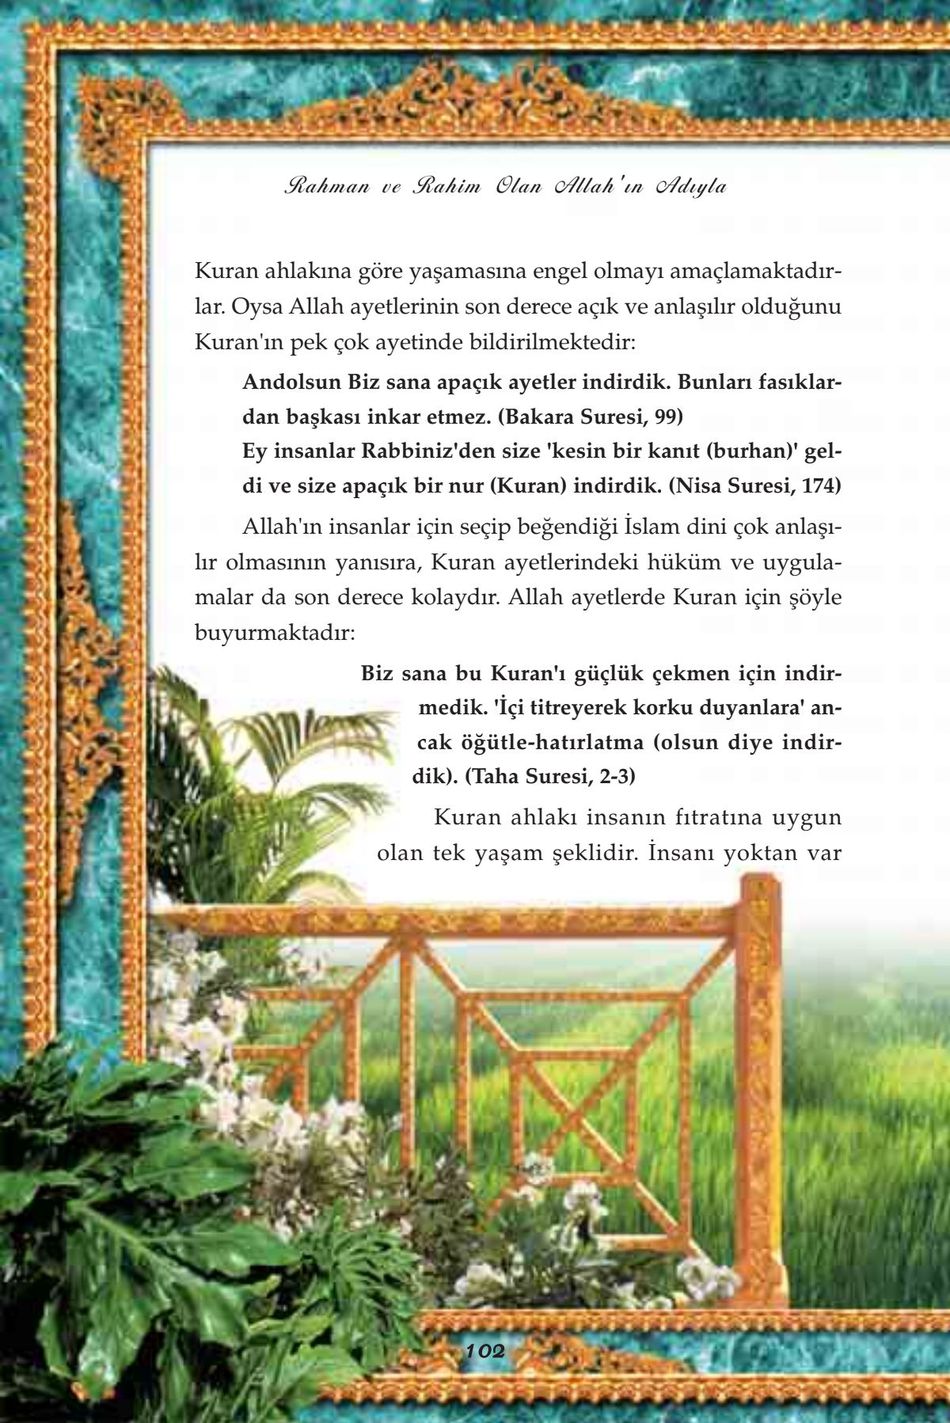 Rahman ve Rahim Olan Allah'ın Adıyla
Kuran ahlakına göre yaşamasına engel olmayı amaçlamaktadır-
lar. Oysa Allah ayetlerinin son derece açık ve anlaşılır olduğunu
Kuran'ın pek çok ayetinde bildirilmektedir:
Andolsun Biz sana apaçık ayetler indirdik. Bunları fasıklar-
dan başkası inkar etmez. (Bakara Suresi, 99)
Ey insanlar Rabbiniz'den size 'kesin bir kanıt (burhan)' gel-
di ve size apaçık bir nur (Kuran) indirdik. (Nisa Suresi, 174)
Allah'ın insanlar için seçip beğendiği İslam dini çok anlaşı-
lır olmasının yanısıra, Kuran ayetlerindeki hüküm ve uygula-
malar da son derece kolaydır. Allah ayetlerde Kuran için şöyle
buyurmaktadır:
Biz sana bu Kuran'ı güçlük çekmen için indir-
medik. 'İçi titreyerek korku duyanlara' an-
cak öğütle-hatırlatma (olsun diye indir-
dik). (Taha Suresi, 2-3)
Kuran ahlakı insanın fıtratına uygun
olan tek yaşam şeklidir. İnsanı yoktan var
102